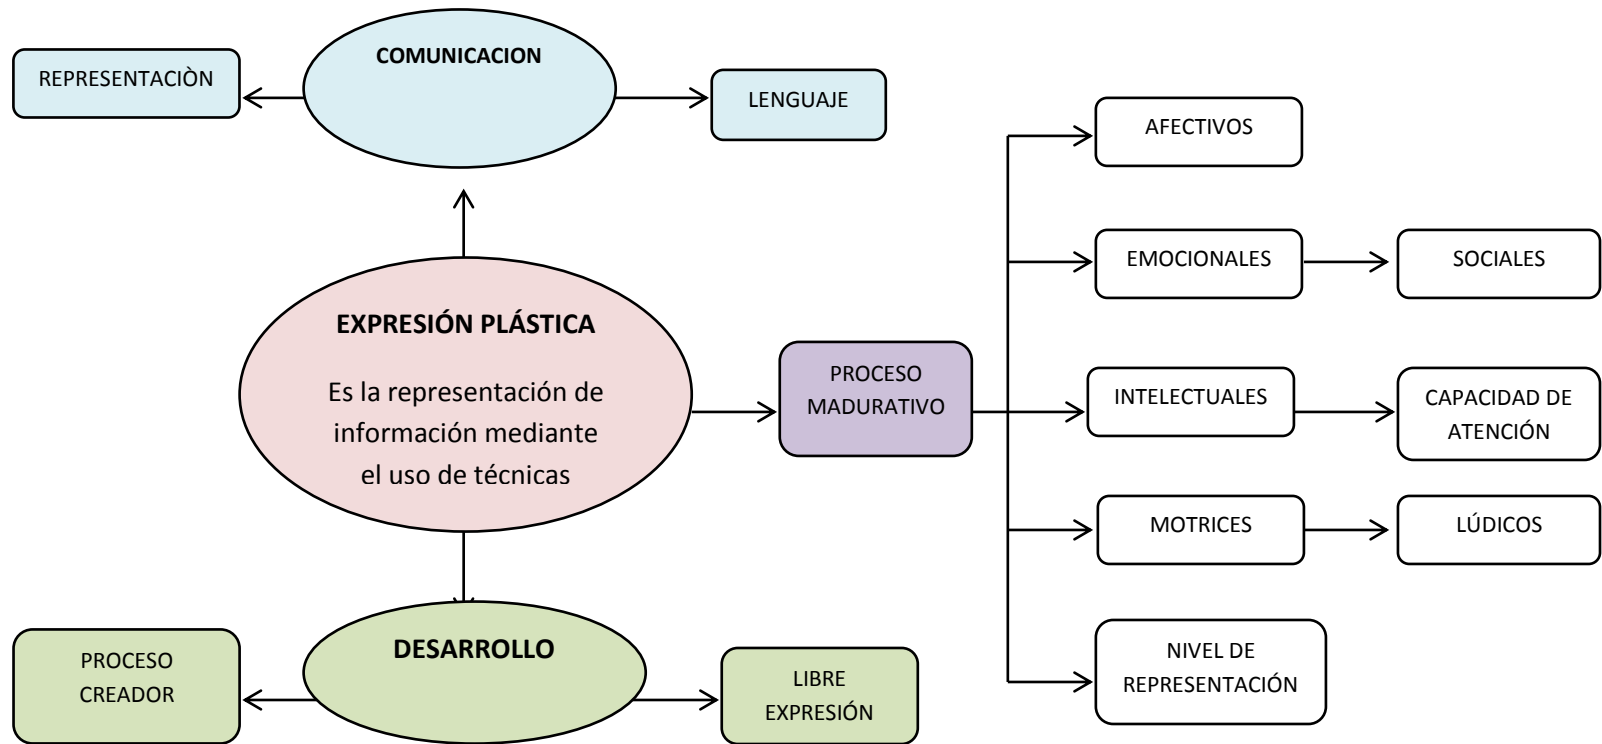 COMUNICACION
REPRESENTACIÒN
LENGUAJE
AFECTIVOS
EMOCIONALES
SOCIALES
EXPRESIÓN PLÁSTICA
Es la representación de
información mediante
el uso de técnicas
PROCESO
MADURATIVO
INTELECTUALES
CAPACIDAD DE
ATENCIÓN
MOTRICES
LÚDICOS
NIVEL DE
REPRESENTACIÓN
DESARROLLO
PROCESO
CREADOR
LIBRE
EXPRESIÓN